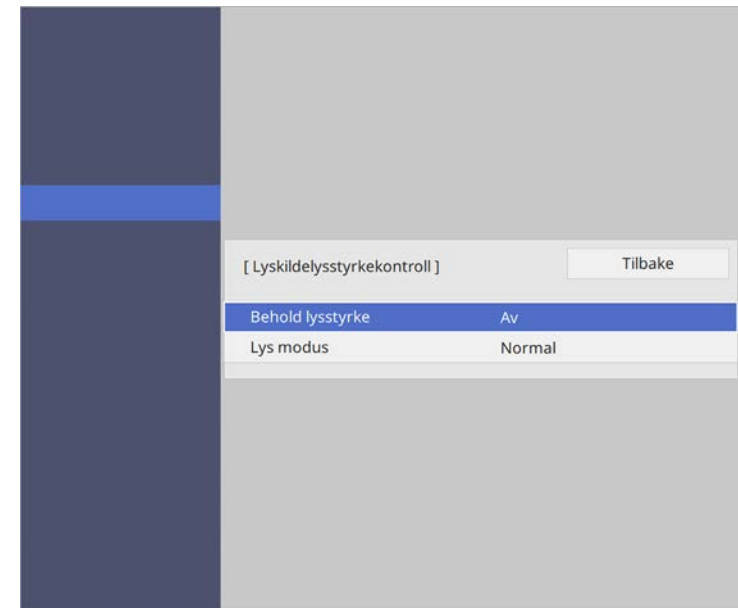 [ Lyskildelysstyrkekontroll ] Tilbake
Behold lysstyrke Av
Lys modus Normal